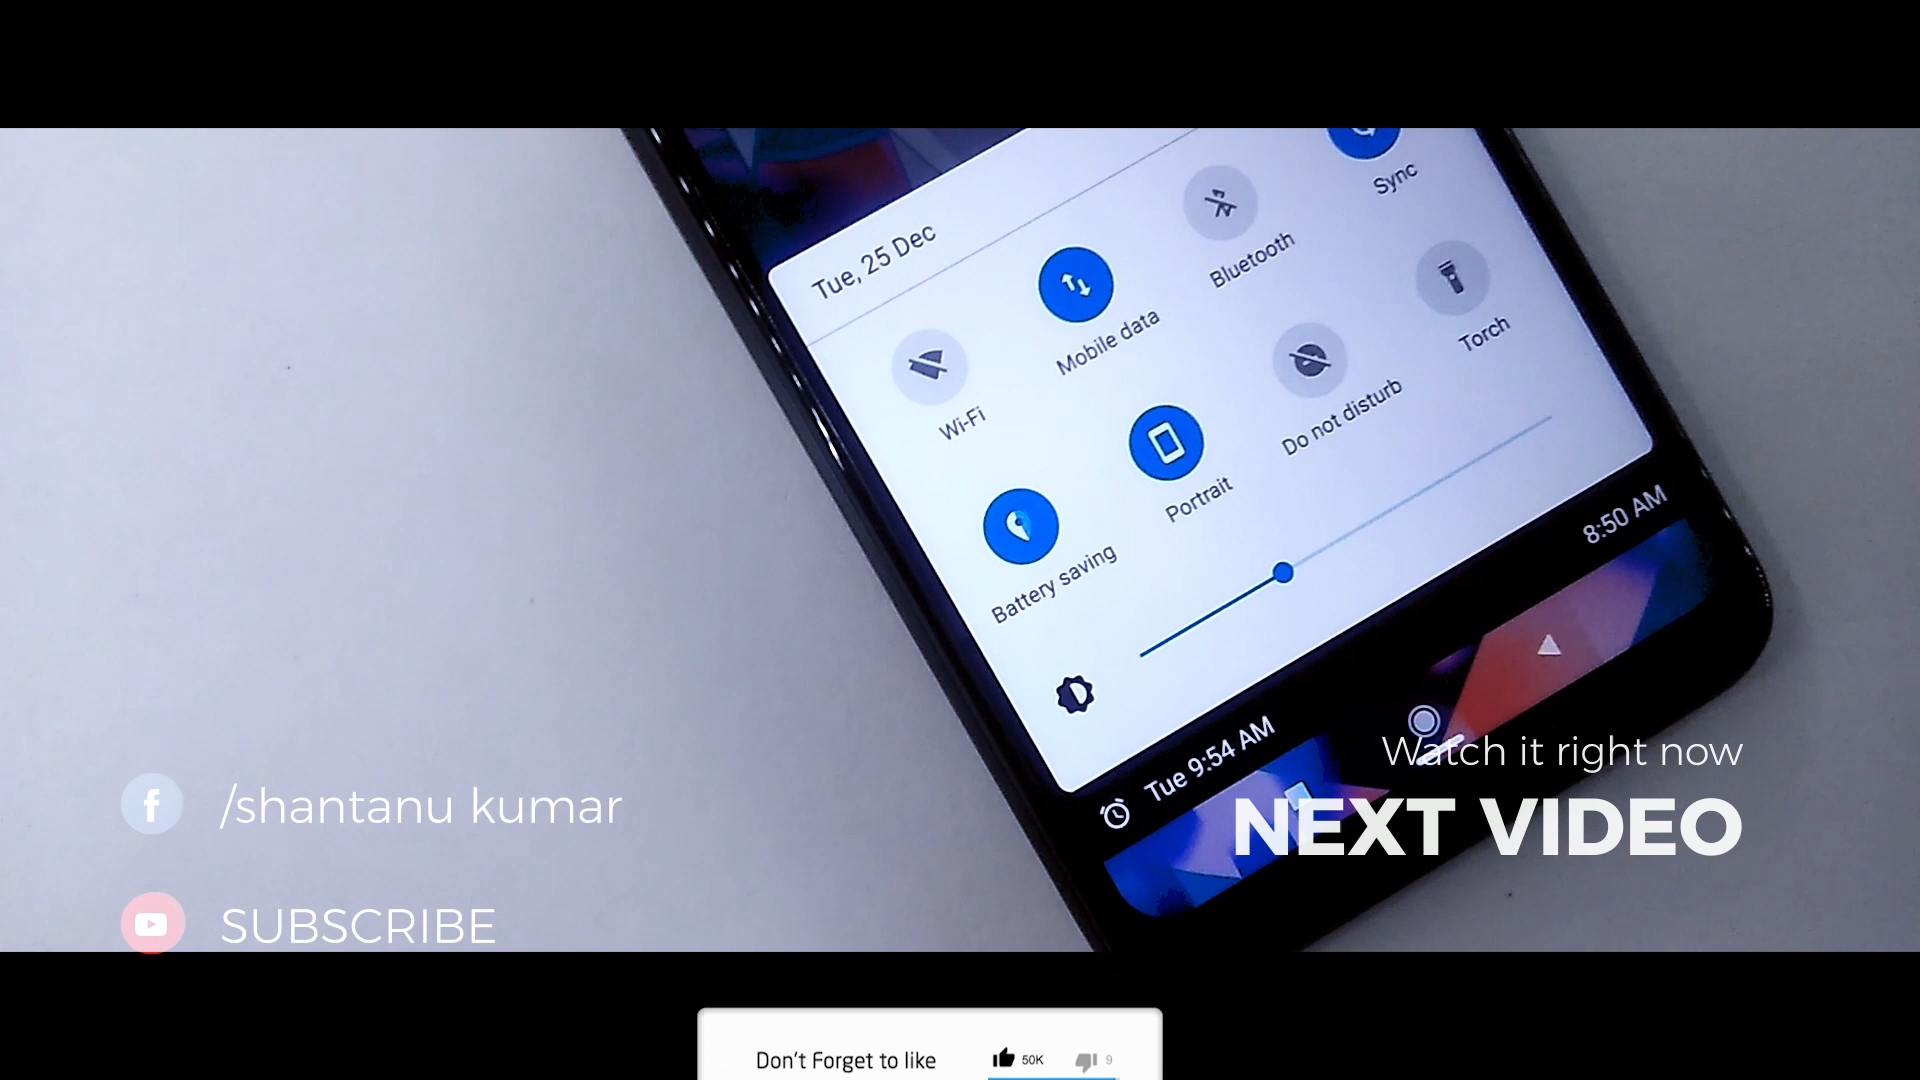 Tue, 25 Dec
Wi-Fi
Mobile data
Bluetooth
Sync
Battery saving
Portrait
Do not disturb
Torch
Tue 9:54 AM
8:50 AM
Watch it right now
NEXT VIDEO
f
/shantanu kumar
SUBSCRIBE
Don't Forget to like
50K
9